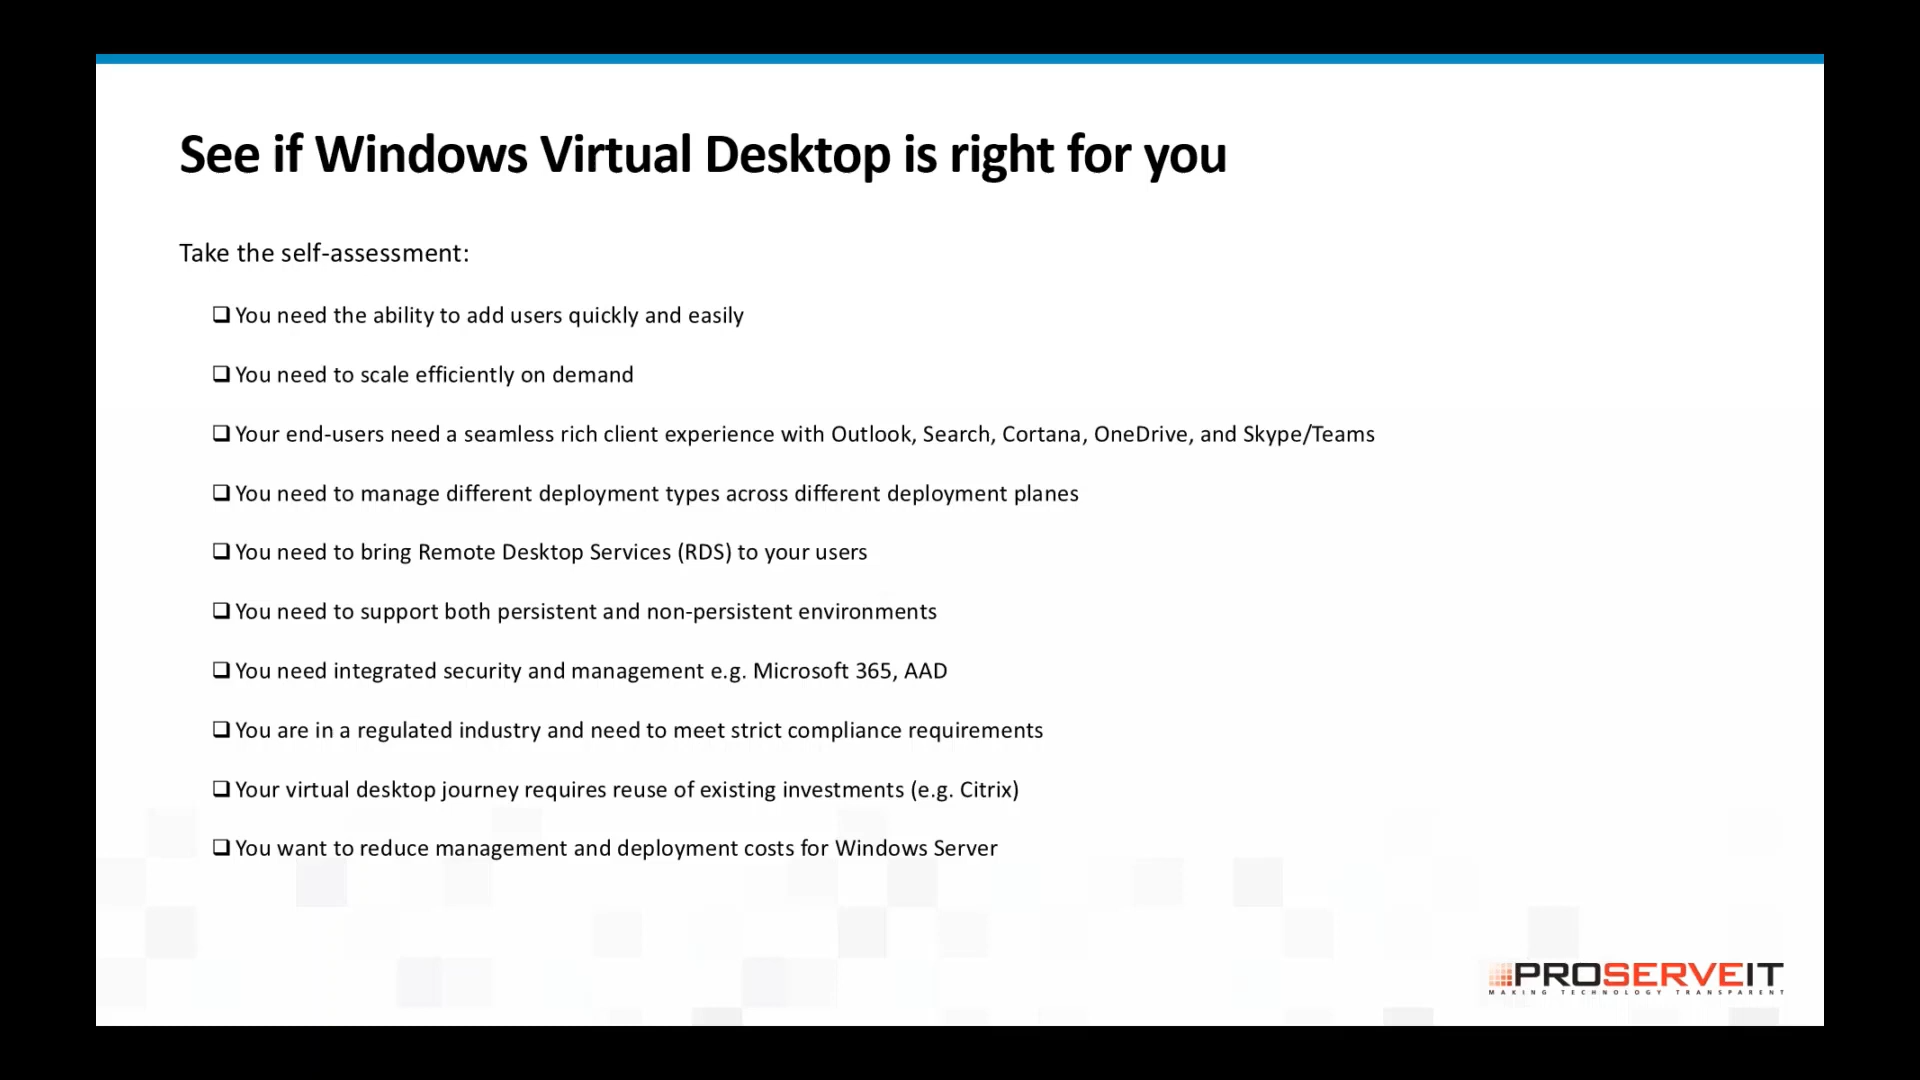 See if Windows Virtual Desktop is right for you
Take the self-assessment:
❑ You need the ability to add users quickly and easily
❑ You need to scale efficiently on demand
❑ Your end-users need a seamless rich client experience with Outlook, Search, Cortana, OneDrive, and Skype/Teams
❑ You need to manage different deployment types across different deployment planes
❑ You need to bring Remote Desktop Services (RDS) to your users
❑ You need to support both persistent and non-persistent environments
❑ You need integrated security and management e.g. Microsoft 365, AAD
❑ You are in a regulated industry and need to meet strict compliance requirements
❑ Your virtual desktop journey requires reuse of existing investments (e.g. Citrix)
❑ You want to reduce management and deployment costs for Windows Server
PROSERVEIT
MAKING TECHNOLOGY TRANSPARENT